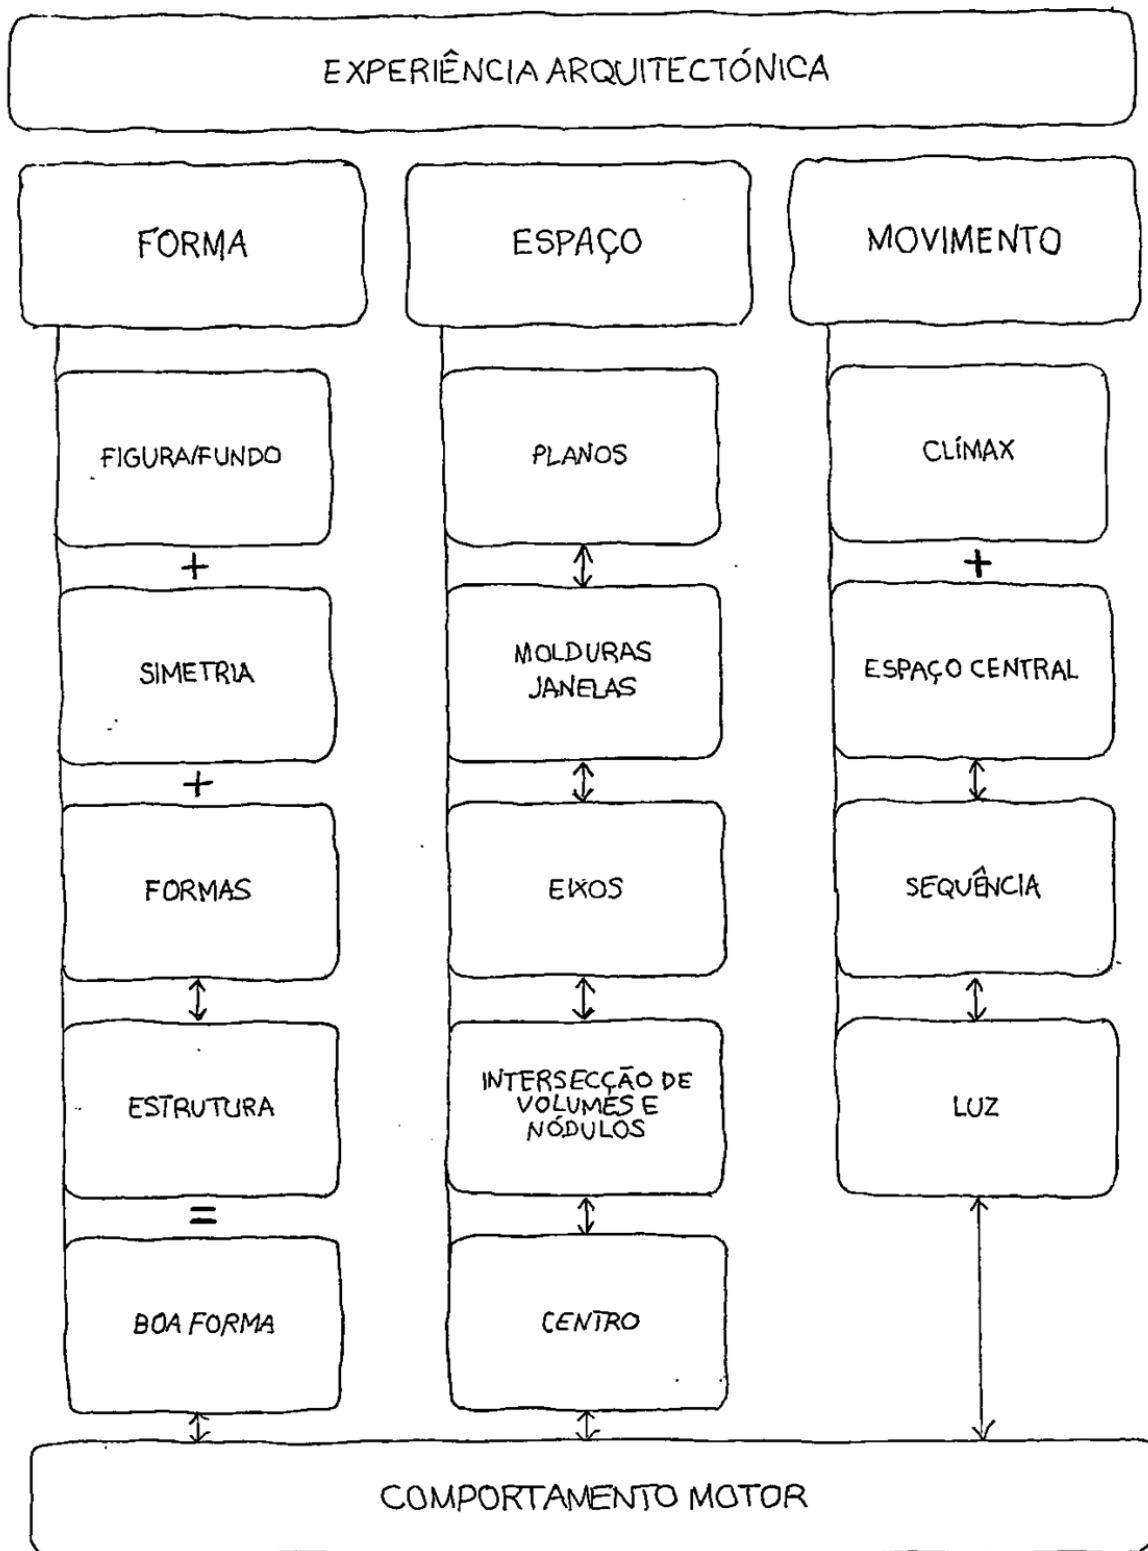 EXPERIÊNCIA ARQUITECTÓNICA
FORMA
ESPAÇO
MOVIMENTO
FIGURA/FUNDO
+
SIMETRIA
+
FORMAS
ESTRUTURA
=
BOA FORMA
PLANOS
MOLDURAS
JANELAS
EIXOS
INTERSECÇÃO DE
VOLUMES E
NÓDULOS
CENTRO
CLÍMAX
+
ESPAÇO CENTRAL
SEQUÊNCIA
LUZ
COMPORTAMENTO MOTOR